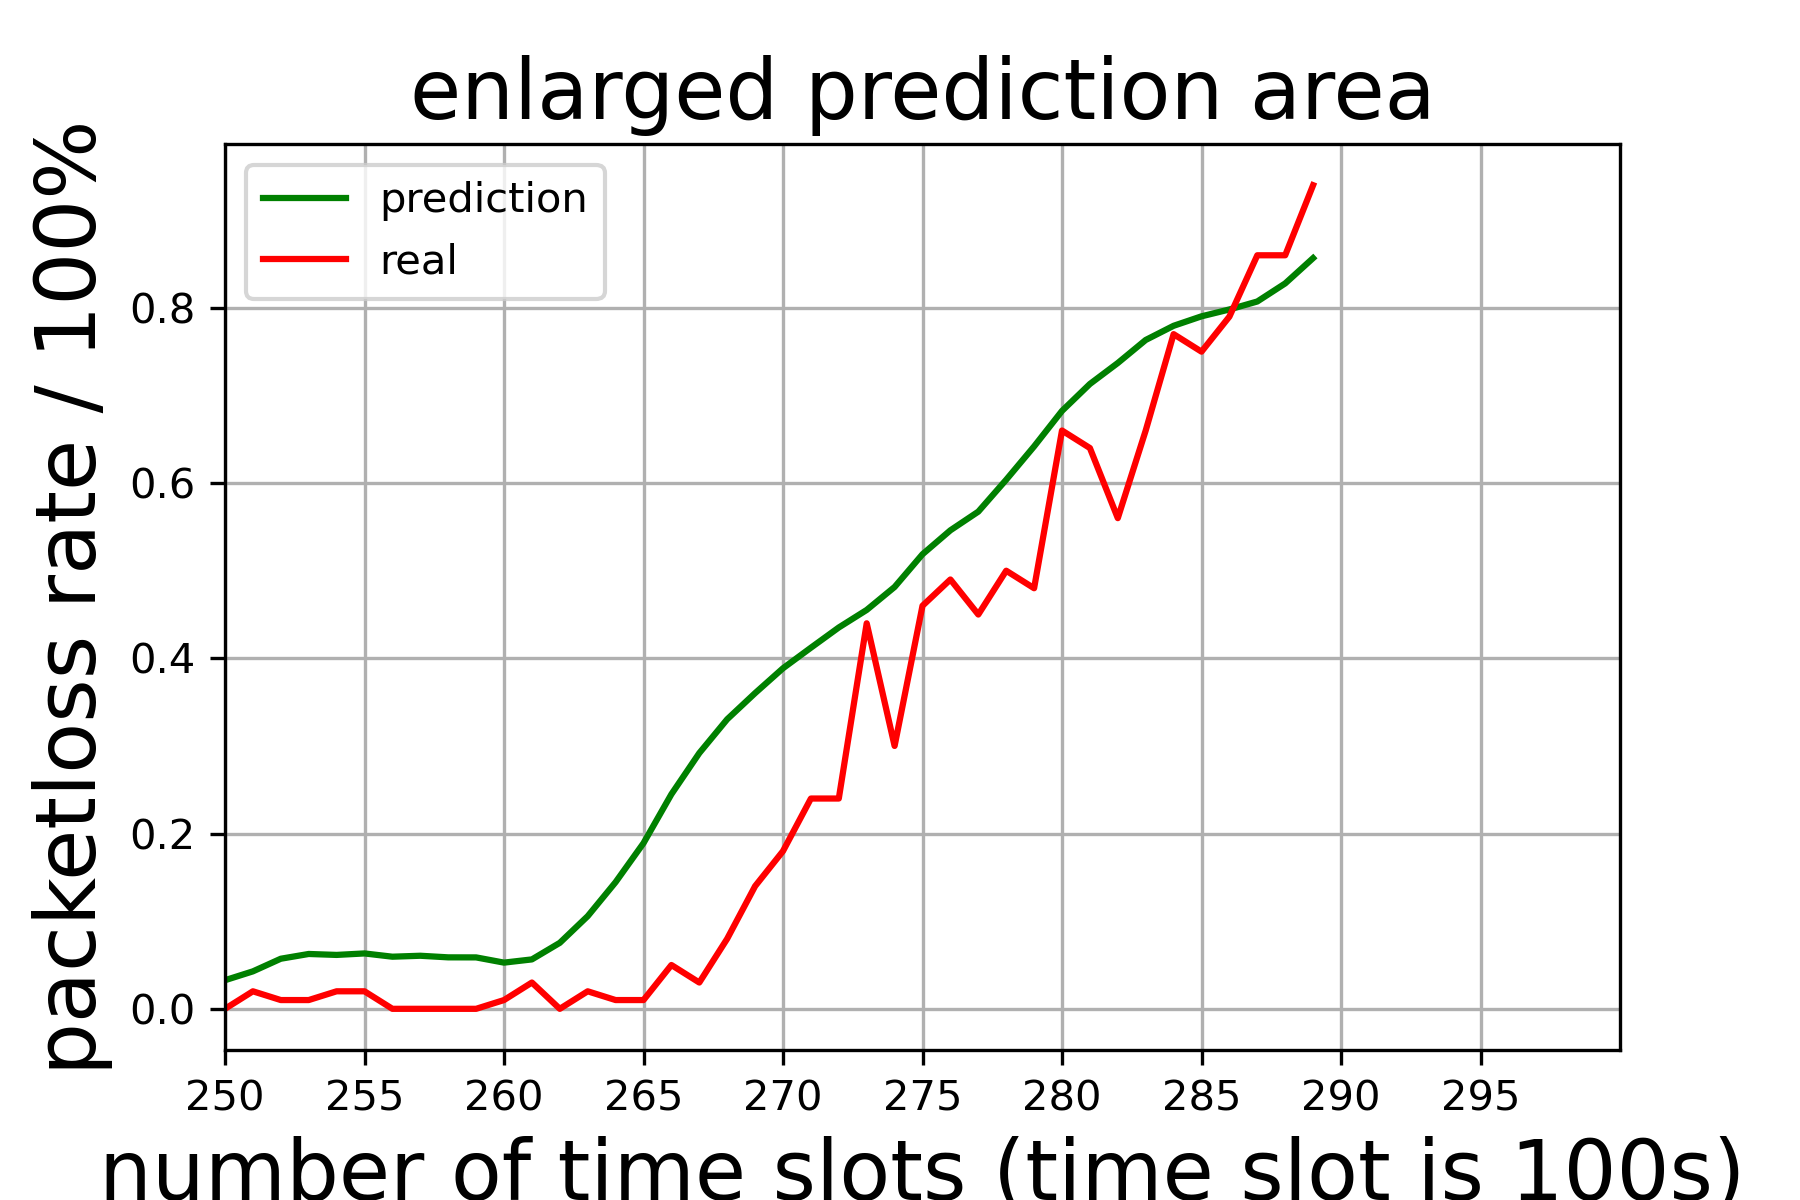 enlarged prediction area
packetloss rate / 100%
prediction
real
0.8
0.6
0.4
0.2
0.0
250 255 260 265 270 275 280 285 290 295
number of time slots (time slot is 100s)